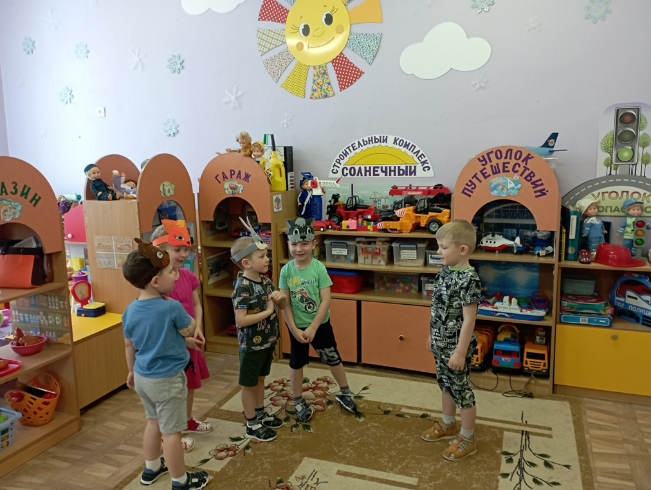 АЗИН
ГАРАЖ
СТРОИТЕЛЬНЫЙ КОМПЛЕКС
СОЛНЕЧНЫЙ
УГОЛОК
ПУТЕШЕСТВИЙ
УГОЛОК